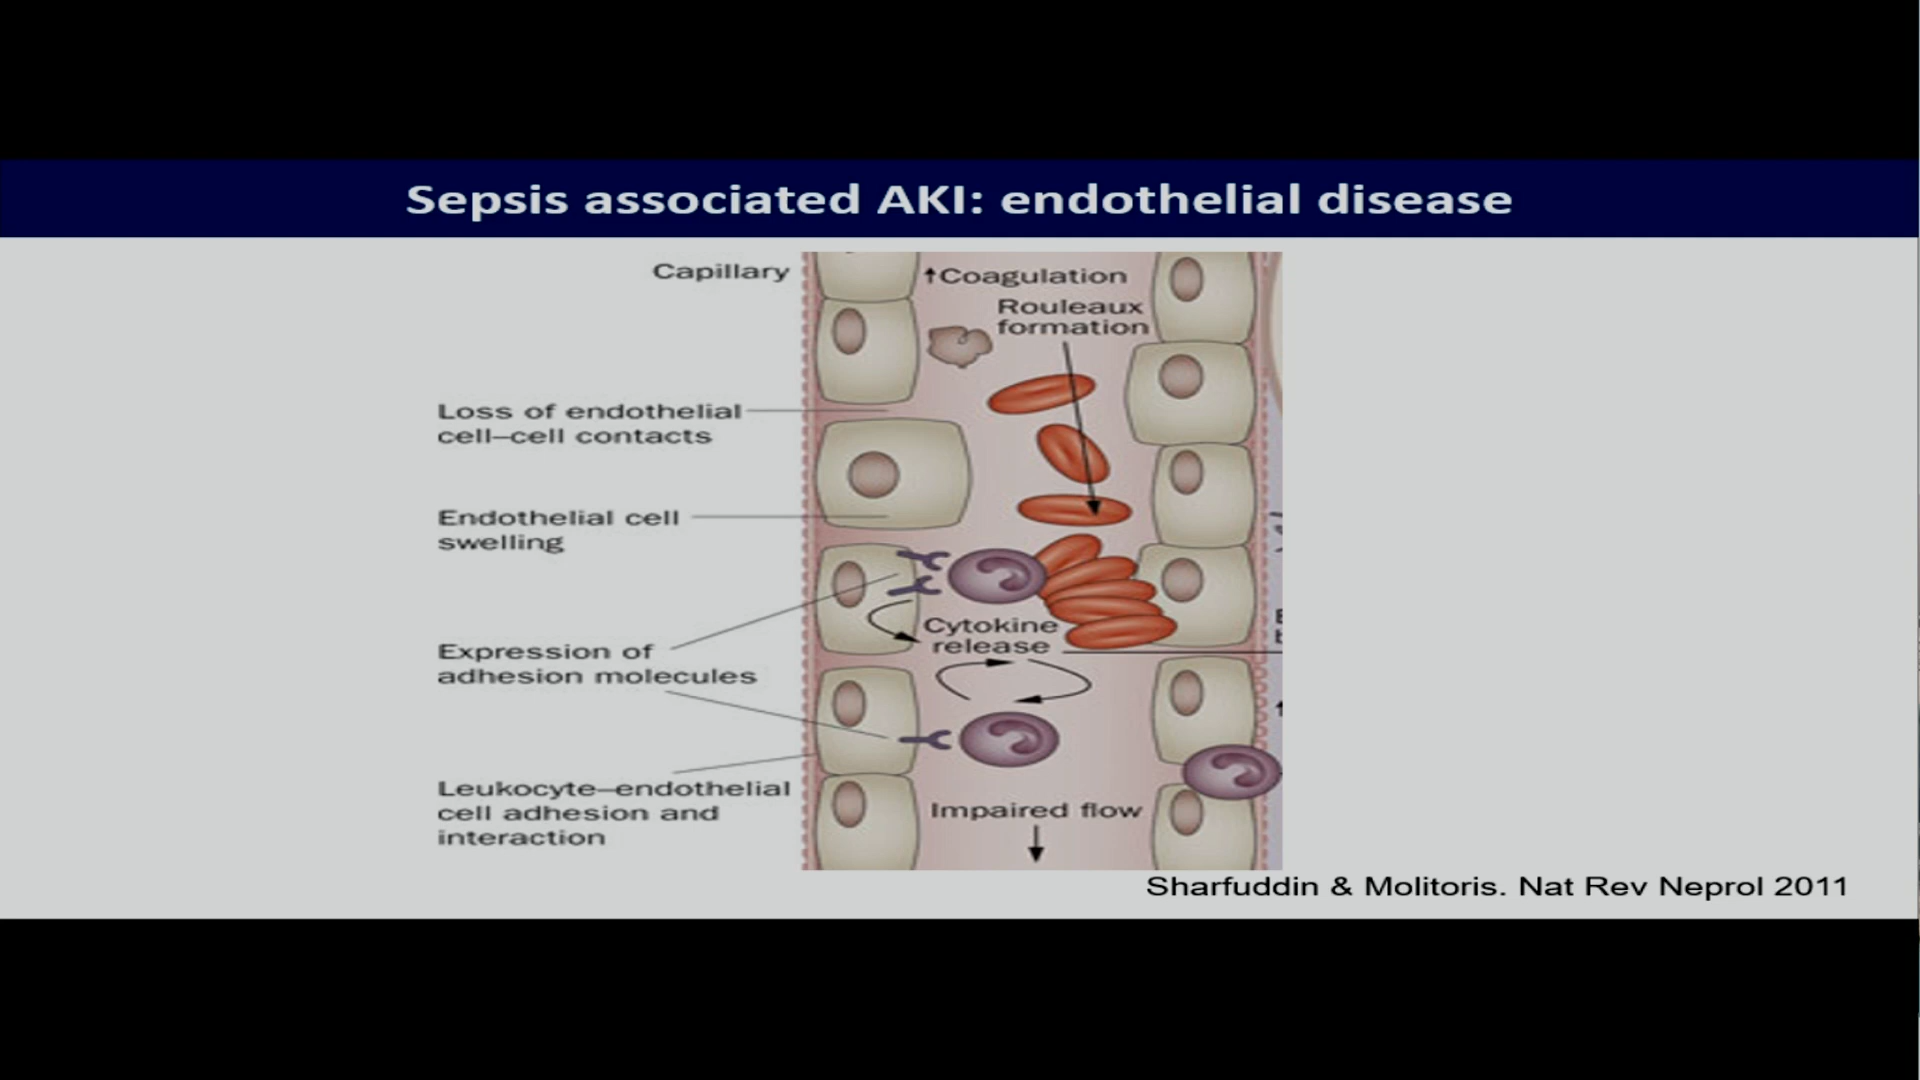 Sepsis associated AKI: endothelial disease
Capillary
↑Coagulation
Rouleaux
formation
Loss of endothelial
cell–cell contacts
Endothelial cell
swelling
Cytokine
release
Expression of
adhesion molecules
Leukocyte–endothelial
cell adhesion and
interaction
Impaired flow
Sharfuddin & Molitoris. Nat Rev Neprol 2011